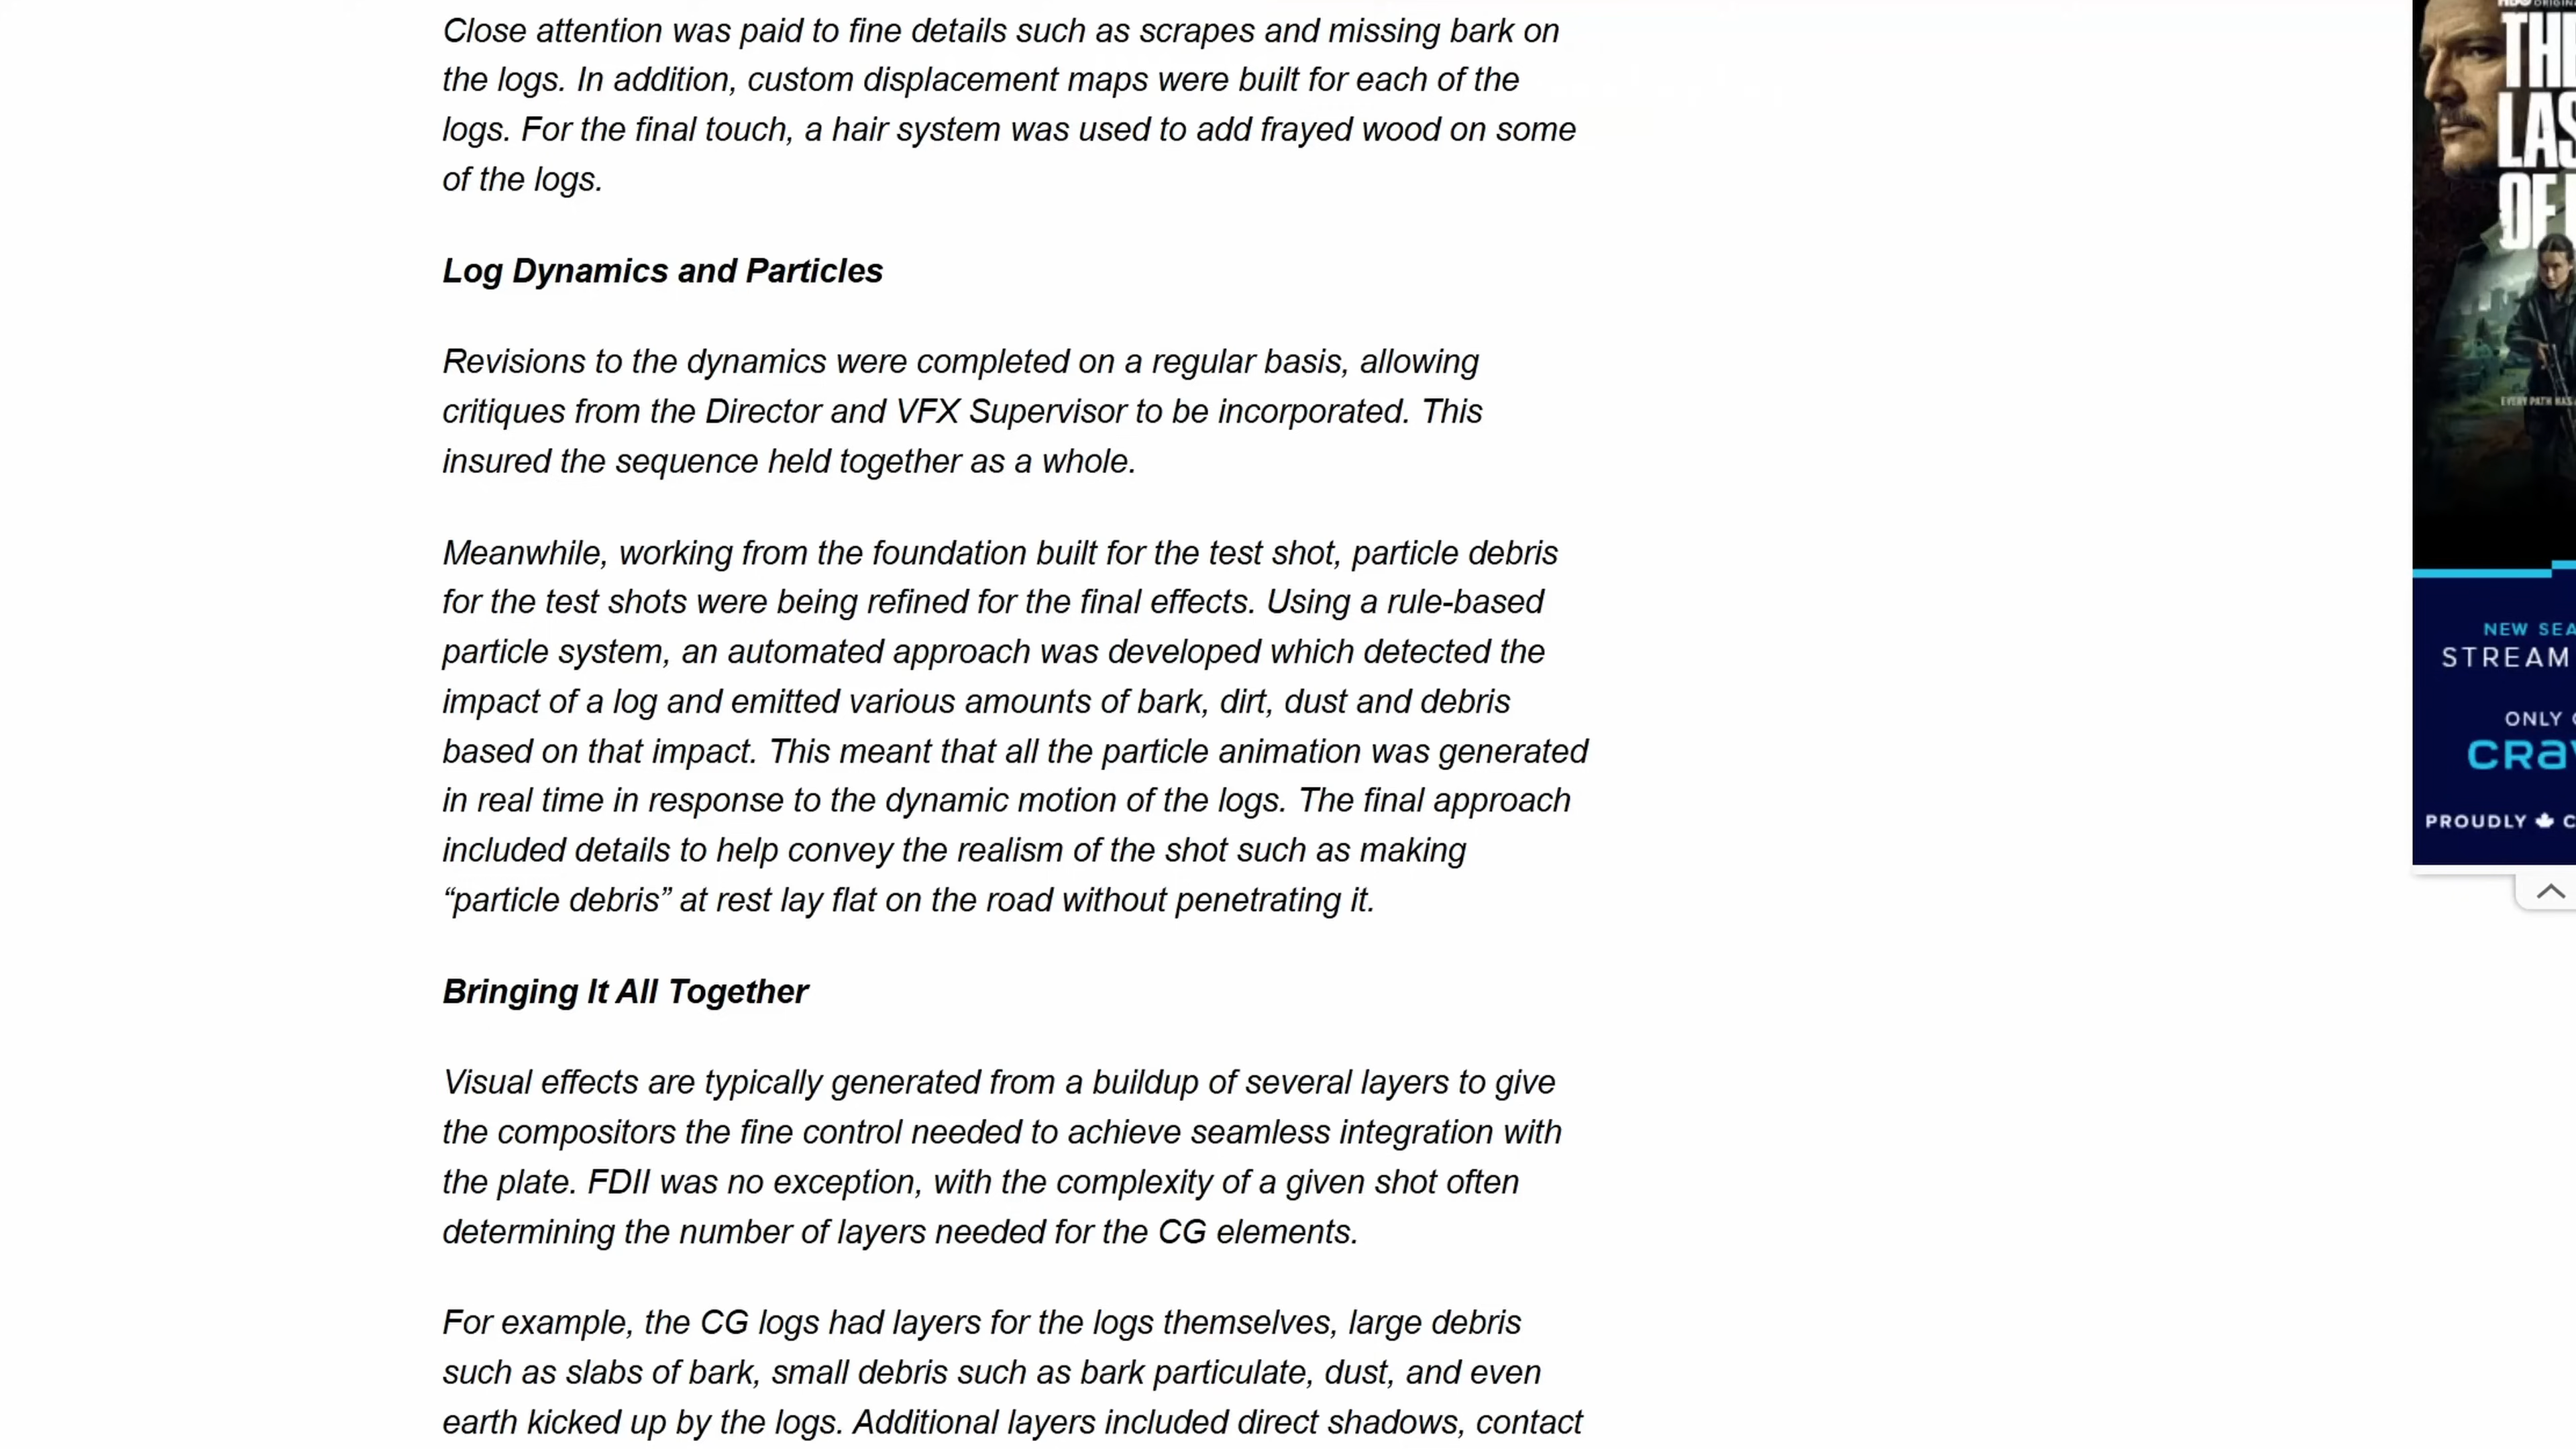 Close attention was paid to fine details such as scrapes and missing bark on
the logs. In addition, custom displacement maps were built for each of the
logs. For the final touch, a hair system was used to add frayed wood on some
of the logs.
Log Dynamics and Particles
Revisions to the dynamics were completed on a regular basis, allowing
critiques from the Director and VFX Supervisor to be incorporated. This
insured the sequence held together as a whole.
Meanwhile, working from the foundation built for the test shot, particle debris
for the test shots were being refined for the final effects. Using a rule-based
particle system, an automated approach was developed which detected the
impact of a log and emitted various amounts of bark, dirt, dust and debris
based on that impact. This meant that all the particle animation was generated
in real time in response to the dynamic motion of the logs. The final approach
included details to help convey the realism of the shot such as making
“particle debris” at rest lay flat on the road without penetrating it.
Bringing It All Together
Visual effects are typically generated from a buildup of several layers to give
the compositors the fine control needed to achieve seamless integration with
the plate. FDII was no exception, with the complexity of a given shot often
determining the number of layers needed for the CG elements.
For example, the CG logs had layers for the logs themselves, large debris
such as slabs of bark, small debris such as bark particulate, dust, and even
earth kicked up by the logs. Additional layers included direct shadows, contact
LAS
OF
EVERY PATH HAS
NEW SEA
STREAM
ONLY
CRAV
PROUDLY C